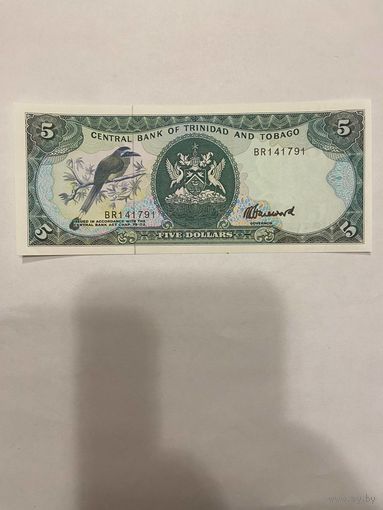 5 5
CENTRAL BANK OF TRINIDAD AND TOBAGO
BR141791
BR141791
ISSUED IN ACCORDANCE WITH THE
CENTRAL BANK ACT CHAP. 79:02
GOVERNOR
5 FIVE DOLLARS 5